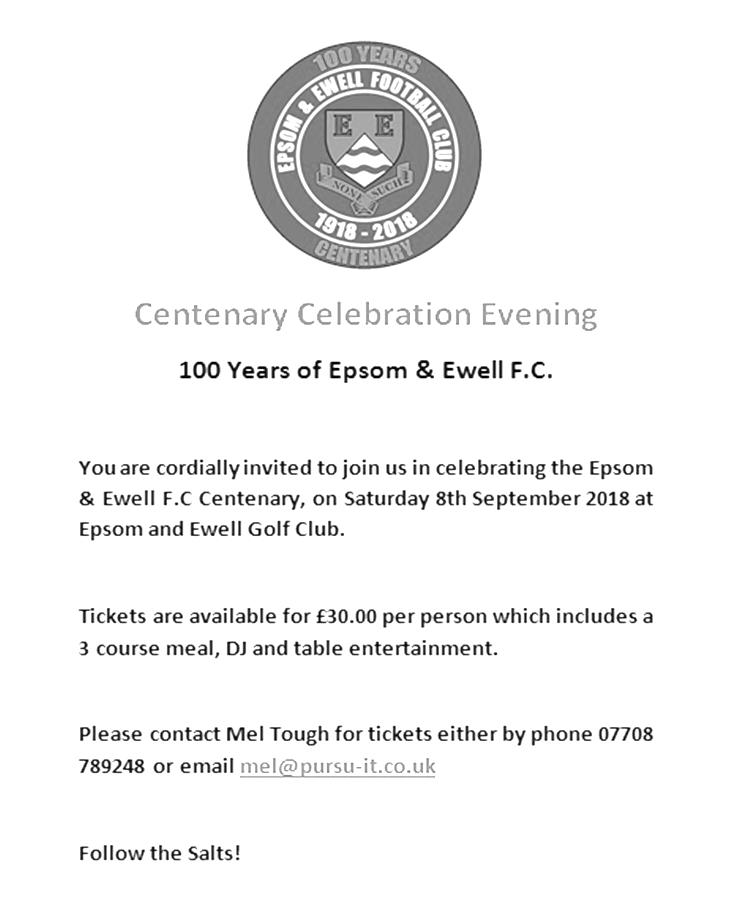 100 YEARS
EPSOM & EWELL FOOTBALL CLUB
E E
NONE SUCH
1918 - 2018
CENTENARY
Centenary Celebration Evening
100 Years of Epsom & Ewell F.C.
You are cordially invited to join us in celebrating the Epsom
& Ewell F.C Centenary, on Saturday 8th September 2018 at
Epsom and Ewell Golf Club.
Tickets are available for £30.00 per person which includes a
3 course meal, DJ and table entertainment.
Please contact Mel Tough for tickets either by phone 07708
789248 or email mel@pursu-it.co.uk
Follow the Salts!